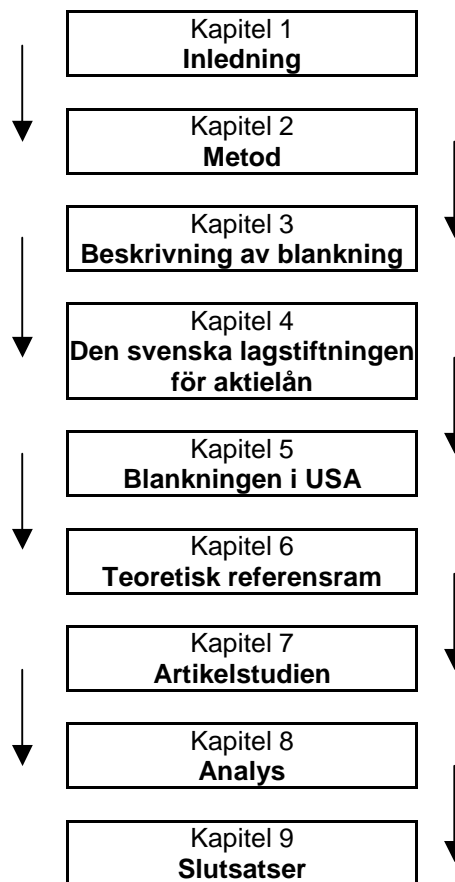 Kapitel 1
Inledning
Kapitel 2
Metod
Kapitel 3
Beskrivning av blankning
Kapitel 4
Den svenska lagstiftningen
för aktielån
Kapitel 5
Blankningen i USA
Kapitel 6
Teoretisk referensram
Kapitel 7
Artikelstudien
Kapitel 8
Analys
Kapitel 9
Slutsatser